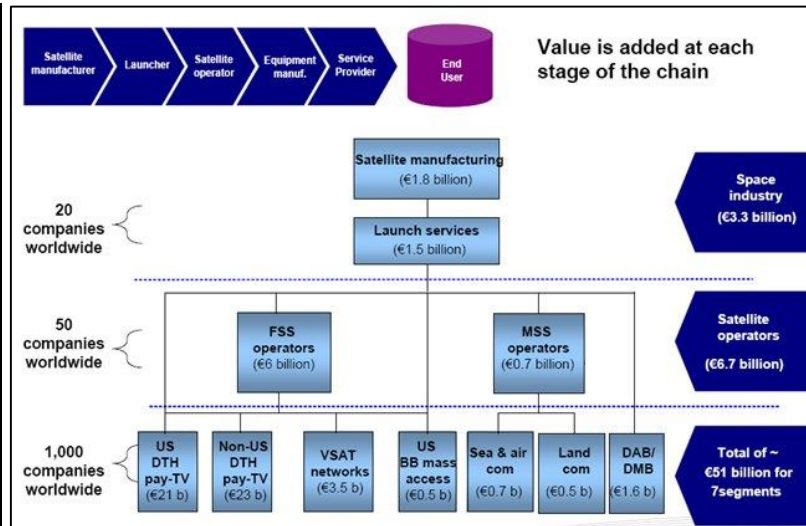 Satellite
manufacturer
Launcher
Satellite
operator
Equipment
manuf.
Service
Provider
End
User
Value is added at each
stage of the chain
Satellite manufacturing
(€1.8 billion)
Space
industry
(€3.3 billion)
20
companies
worldwide
Launch services
(€1.5 billion)
50
companies
worldwide
FSS
operators
(€6 billion)
MSS
operators
(€0.7 billion)
Satellite
operators
(€6.7 billion)
1,000
companies
worldwide
US
DTH
pay-TV
(€21 b)
Non-US
DTH
pay-TV
(€23 b)
VSAT
networks
(€3.5 b)
US
BB mass
access
(€0.5 b)
Sea & air
com
(€0.7 b)
Land
com
(€0.5 b)
DAB/
DMB
(€1.6 b)
Total of ~
€51 billion for
7segments